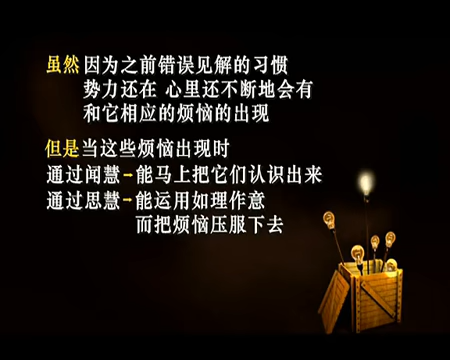 虽然 因为之前错误见解的习惯
势力还在 心里还不断地会有
和它相应的烦恼的出现
但是当这些烦恼出现时
通过闻慧→能马上把它们认识出来
通过思慧→能运用如理作意
而把烦恼压服下去